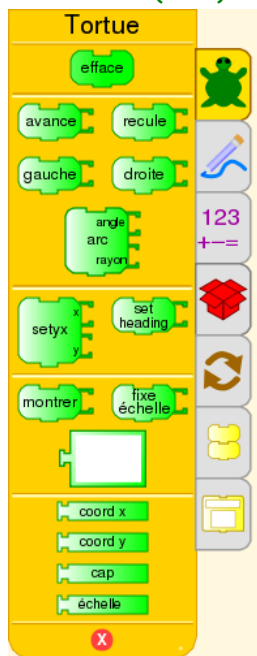 Tortue
efface
avance recule
gauche droite
angle
arc
rayon
x
setyx
y
set
heading
montrer
fixe
échelle
coord x
coord y
cap
échelle
X
123
+−=